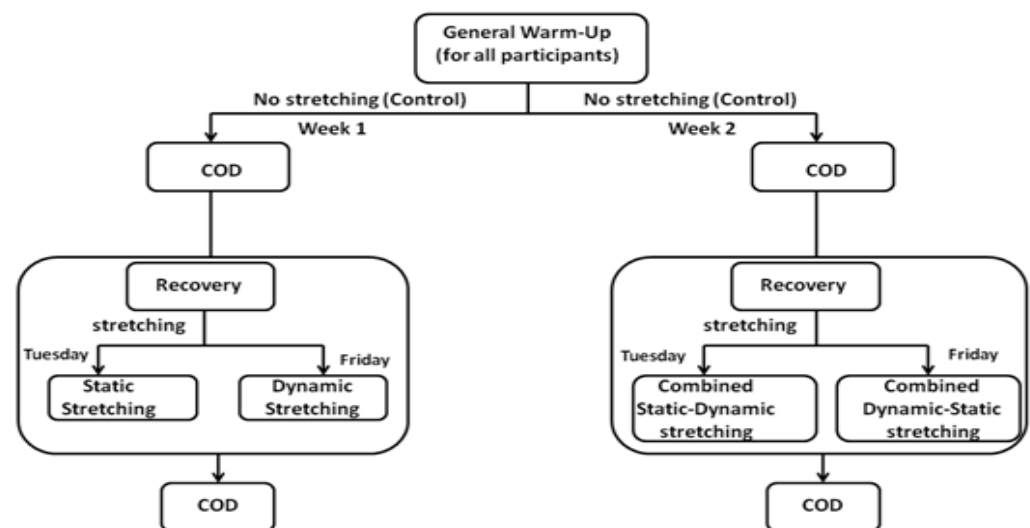 General Warm-Up
(for all participants)
No stretching (Control)
No stretching (Control)
Week 1
Week 2
COD
COD
Recovery
Recovery
stretching
stretching
Tuesday
Friday
Tuesday
Friday
Static
Stretching
Dynamic
Stretching
Combined
Static-Dynamic
stretching
Combined
Dynamic-Static
stretching
COD
COD